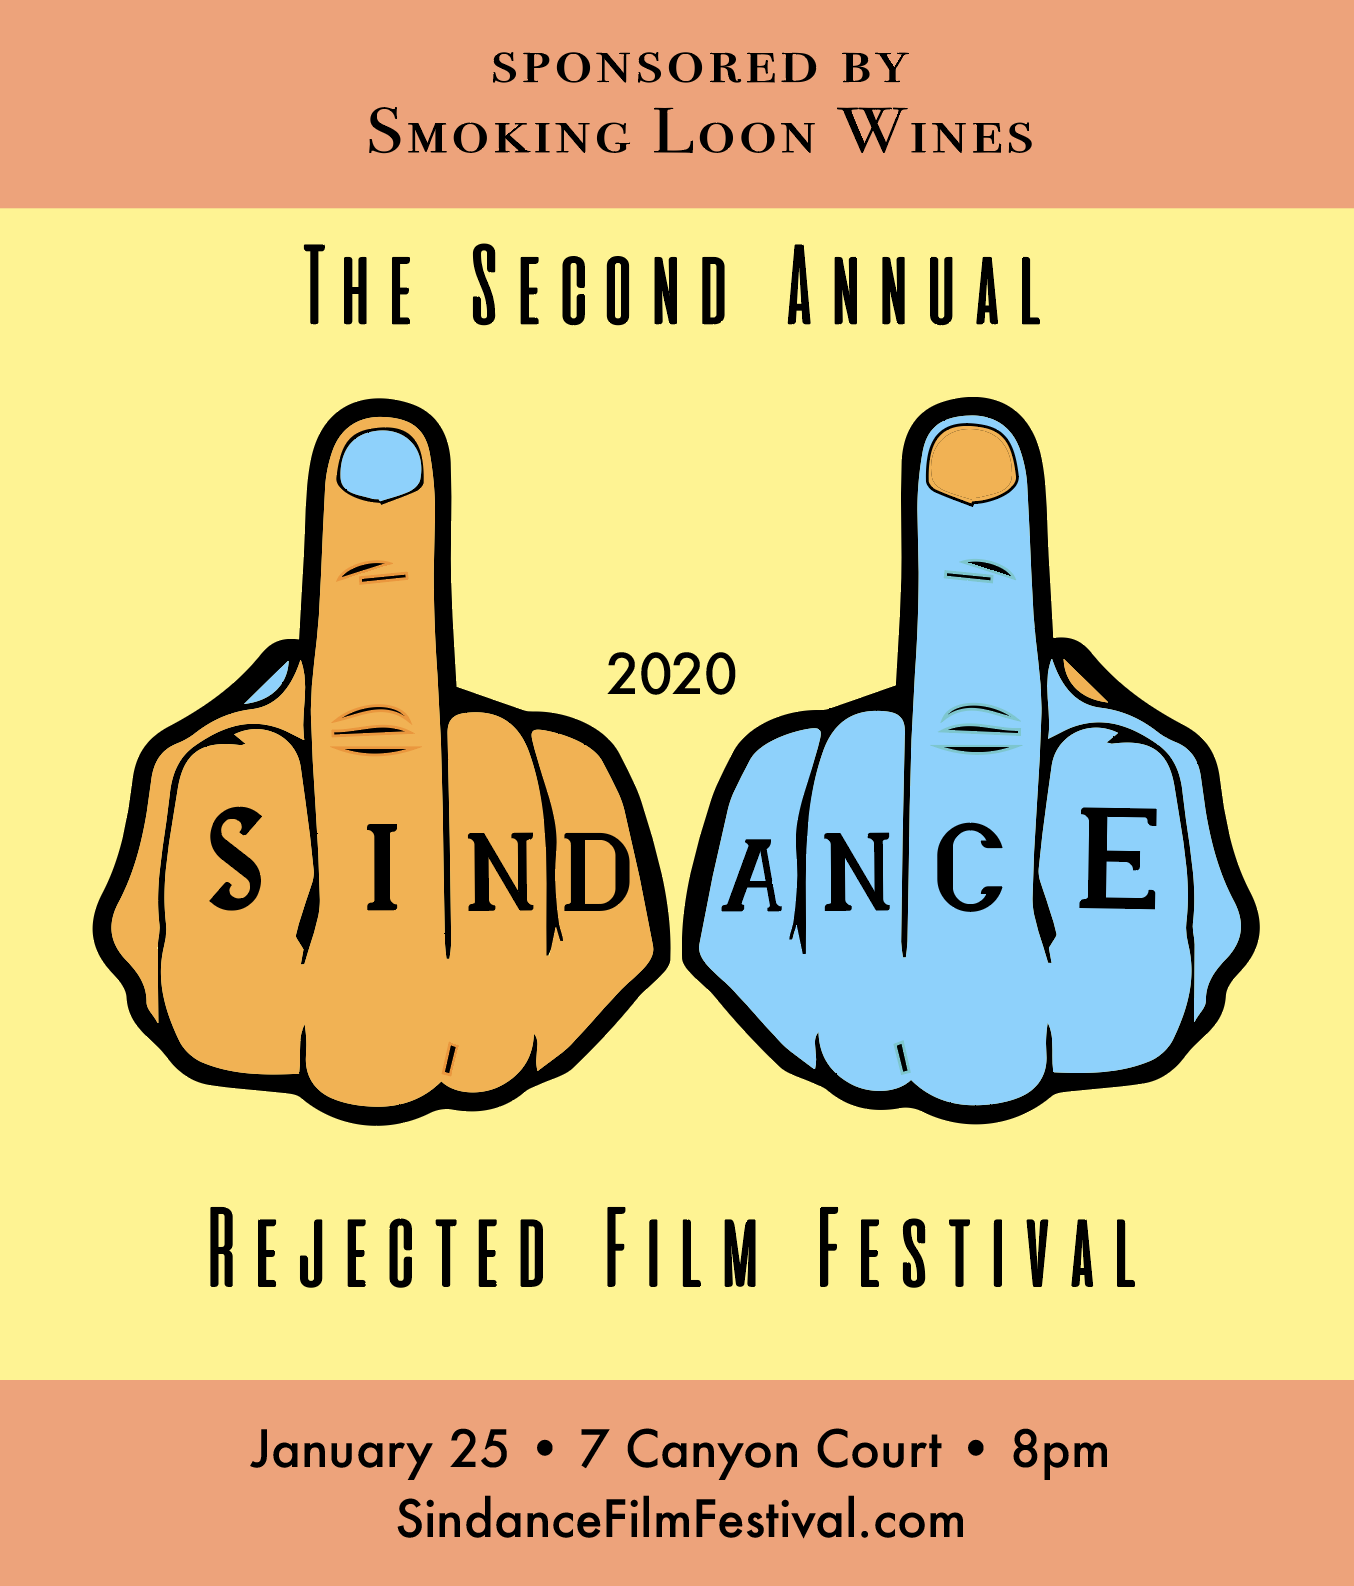 SPONSORED BY
SMOKING LOON WINES
THE SECOND ANNUAL
2020
SINDANCE
REJECTED FILM FESTIVAL
January 25 • 7 Canyon Court • 8pm
SindanceFilmFestival.com